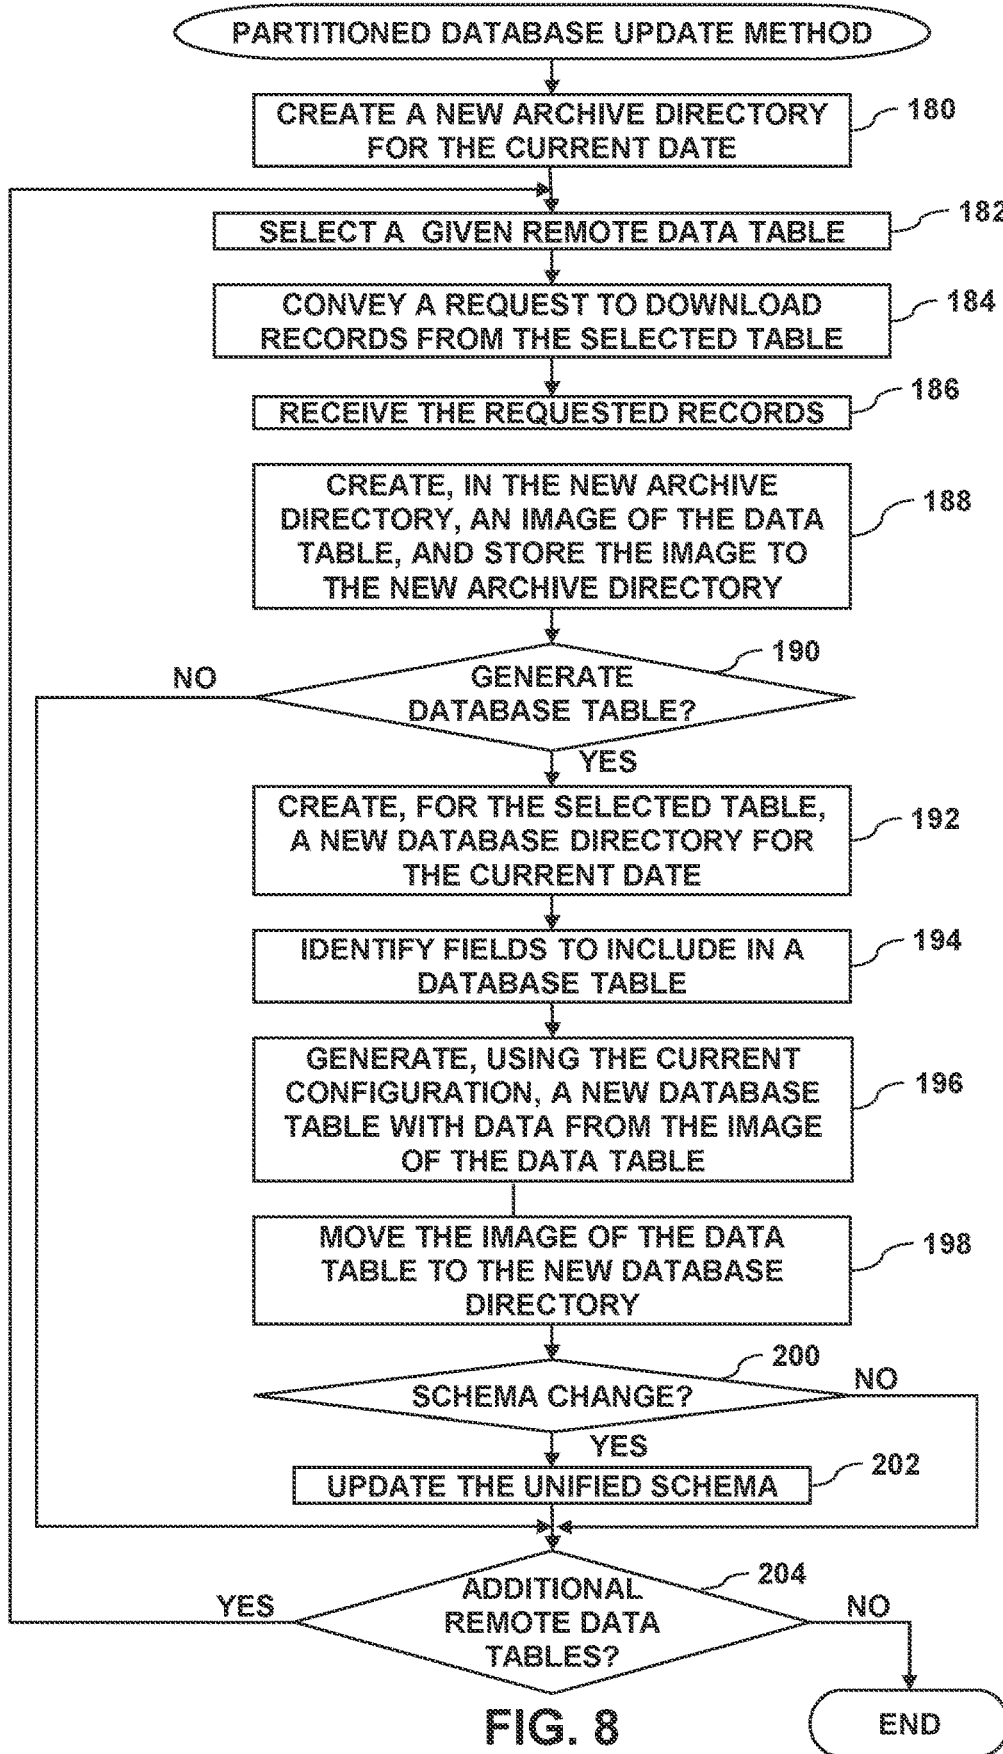 PARTITIONED DATABASE UPDATE METHOD
CREATE A NEW ARCHIVE DIRECTORY
FOR THE CURRENT DATE
180
SELECT A GIVEN REMOTE DATA TABLE
182
CONVEY A REQUEST TO DOWNLOAD
RECORDS FROM THE SELECTED TABLE
184
RECEIVE THE REQUESTED RECORDS
186
CREATE, IN THE NEW ARCHIVE
DIRECTORY, AN IMAGE OF THE DATA
TABLE, AND STORE THE IMAGE TO
THE NEW ARCHIVE DIRECTORY
188
GENERATE
DATABASE TABLE?
190
NO
YES
CREATE, FOR THE SELECTED TABLE,
A NEW DATABASE DIRECTORY FOR
THE CURRENT DATE
192
IDENTIFY FIELDS TO INCLUDE IN A
DATABASE TABLE
194
GENERATE, USING THE CURRENT
CONFIGURATION, A NEW DATABASE
TABLE WITH DATA FROM THE IMAGE
OF THE DATA TABLE
196
MOVE THE IMAGE OF THE DATA
TABLE TO THE NEW DATABASE
DIRECTORY
198
SCHEMA CHANGE?
200
NO
YES
UPDATE THE UNIFIED SCHEMA
202
ADDITIONAL
REMOTE DATA
TABLES?
204
YES
NO
END
FIG. 8